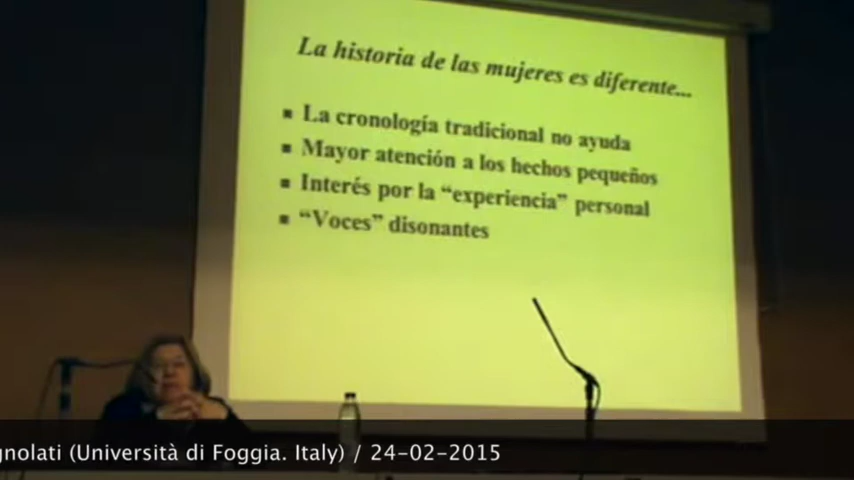 La historia de las mujeres es diferente...
▪ La cronología tradicional no ayuda
▪ Mayor atención a los hechos pequeños
▪ Interés por la “experiencia” personal
▪ “Voces” disonantes
gnolati (Università di Foggia. Italy) / 24-02-2015